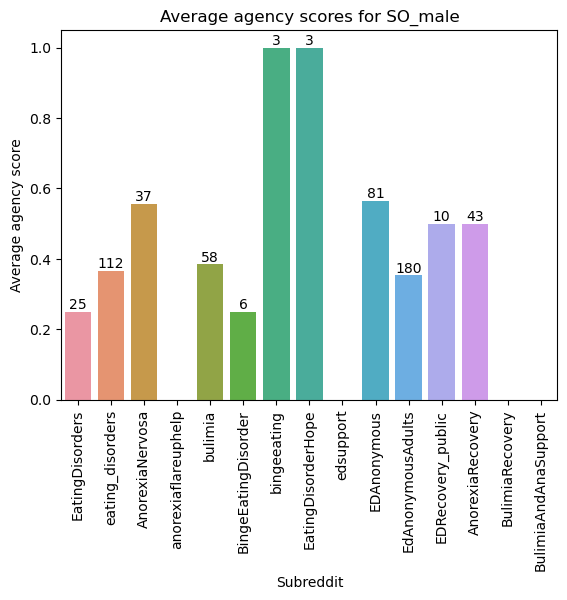 Average agency scores for SO_male
Average agency score
1.0
0.8
0.6
0.4
0.2
0.0
25
112
37
58
6
3
3
81
180
10
43
EatingDisorders
eating_disorders
AnorexiaNervosa
anorexiaflareuphelp
bulimia
BingeEatingDisorder
bingeeating
EatingDisorderHope
edsupport
EDAnonymous
EdAnonymousAdults
EDRecovery_public
AnorexiaRecovery
BulimiaRecovery
BulimiaAndAnaSupport
Subreddit